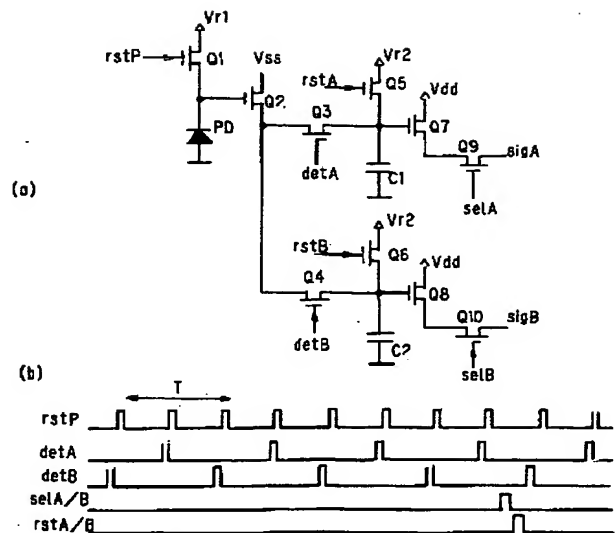 Vr1
rstP
Q1
Vss
Q2
PD
Vr2
rstA
Q5
Vdd
Q3
Q7
Q9
sigA
detA
C1
selA
(a)
Vr2
rstB
Q6
Vdd
Q4
Q8
Q10
sigB
detB
C2
selB
(b)
T
rstP
detA
detB
selA/B
rstA/B